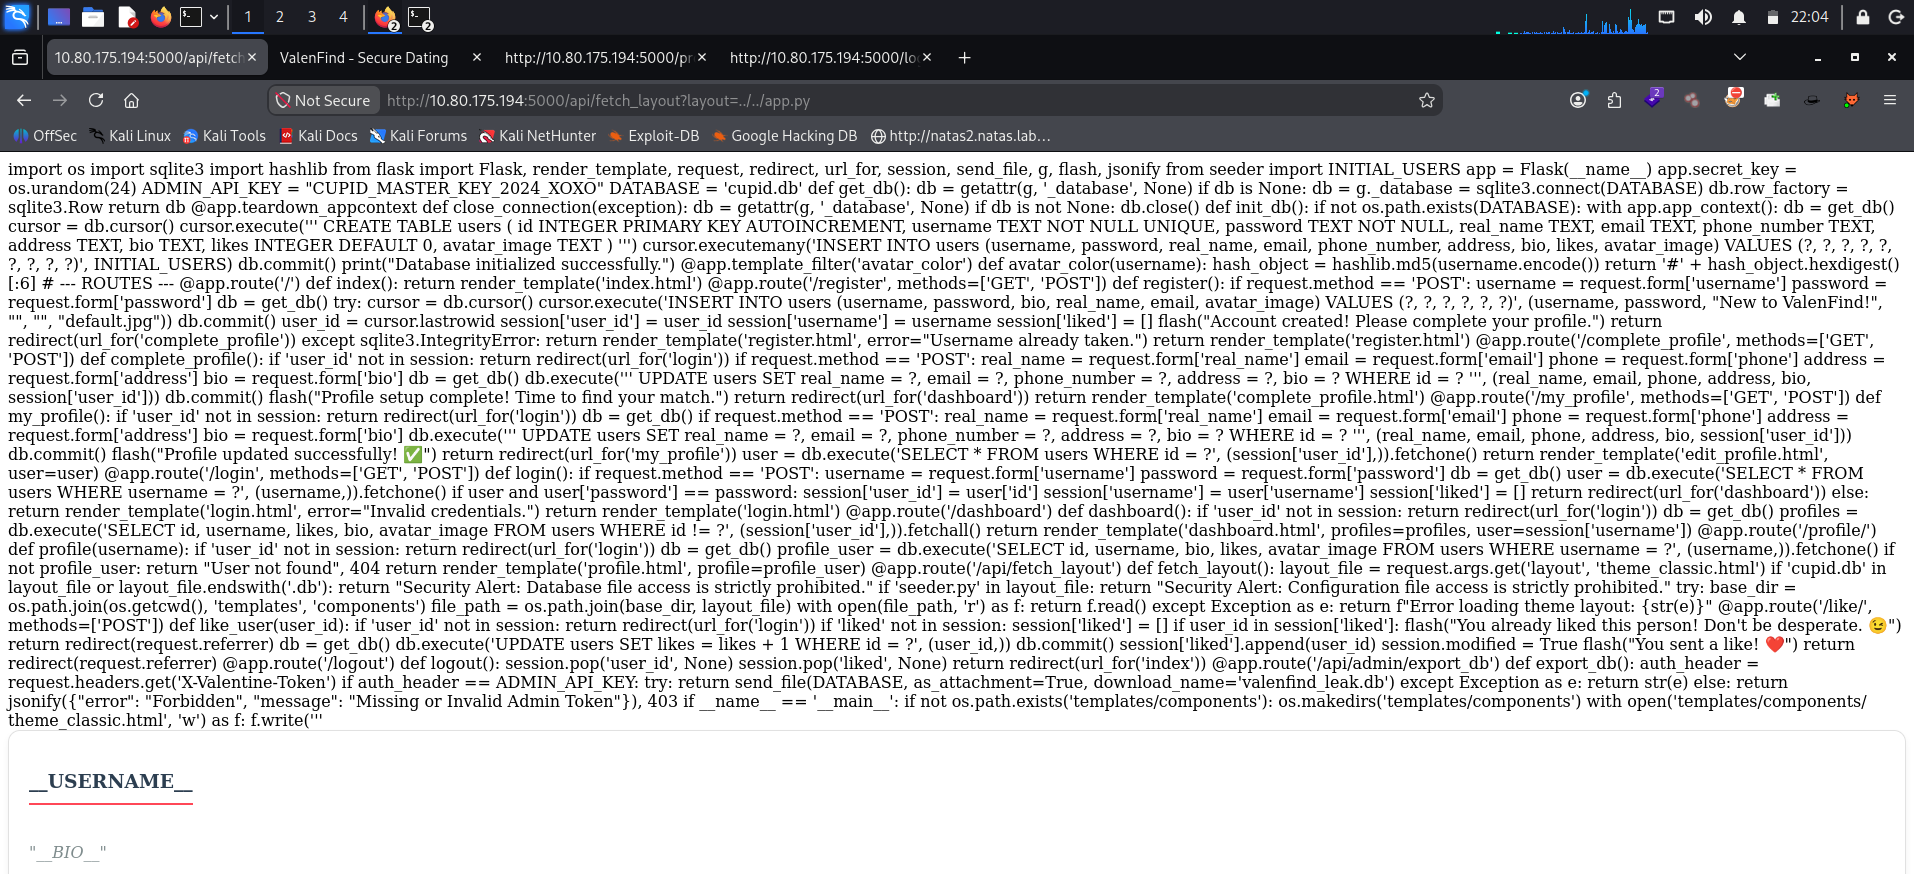 1 2 3 4 2 2 22:04
10.80.175.194:5000/api/fetch
ValenFind - Secure Dating
http://10.80.175.194:5000/pr
http://10.80.175.194:5000/lo
Not Secure http://10.80.175.194:5000/api/fetch_layout?layout=../../app.py 2
OffSec Kali Linux Kali Tools Kali Docs Kali Forums Kali NetHunter Exploit-DB Google Hacking DB http://natas2.natas.lab...
import os import sqlite3 import hashlib from flask import Flask, render_template, request, redirect, url_for, session, send_file, g, flash, jsonify from seeder import INITIAL_USERS app = Flask(__name__) app.secret_key =
os.urandom(24) ADMIN_API_KEY = "CUPID_MASTER_KEY_2024_XOXO" DATABASE = 'cupid.db' def get_db(): db = getattr(g, '_database', None) if db is None: db = g._database = sqlite3.connect(DATABASE) db.row_factory =
sqlite3.Row return db @app.teardown_appcontext def close_connection(exception): db = getattr(g, '_database', None) if db is not None: db.close() def init_db(): if not os.path.exists(DATABASE): with app.app_context(): db = get_db()
cursor = db.cursor() cursor.execute(''' CREATE TABLE users ( id INTEGER PRIMARY KEY AUTOINCREMENT, username TEXT NOT NULL UNIQUE, password TEXT NOT NULL, real_name TEXT, email TEXT, phone_number TEXT,
address TEXT, bio TEXT, likes INTEGER DEFAULT 0, avatar_image TEXT ) ''') cursor.executemany('INSERT INTO users (username, password, real_name, email, phone_number, address, bio, likes, avatar_image) VALUES (?, ?, ?, ?, ?,
?, ?, ?, ?)', INITIAL_USERS) db.commit() print("Database initialized successfully.") @app.template_filter('avatar_color') def avatar_color(username): hash_object = hashlib.md5(username.encode()) return '#' + hash_object.hexdigest()
[:6] # --- ROUTES --- @app.route('/') def index(): return render_template('index.html') @app.route('/register', methods=['GET', 'POST']) def register(): if request.method == 'POST': username = request.form['username'] password =
request.form['password'] db = get_db() try: cursor = db.cursor() cursor.execute('INSERT INTO users (username, password, bio, real_name, email, avatar_image) VALUES (?, ?, ?, ?, ?, ?)', (username, password, "New to ValenFind!",
"", "", "default.jpg")) db.commit() user_id = cursor.lastrowid session['user_id'] = user_id session['username'] = username session['liked'] = [] flash("Account created! Please complete your profile.") return
redirect(url_for('complete_profile')) except sqlite3.IntegrityError: return render_template('register.html', error="Username already taken.") return render_template('register.html') @app.route('/complete_profile', methods=['GET',
'POST']) def complete_profile(): if 'user_id' not in session: return redirect(url_for('login')) if request.method == 'POST': real_name = request.form['real_name'] email = request.form['email'] phone = request.form['phone'] address =
request.form['address'] bio = request.form['bio'] db = get_db() db.execute(''' UPDATE users SET real_name = ?, email = ?, phone_number = ?, address = ?, bio = ? WHERE id = ? ''', (real_name, email, phone, address, bio,
session['user_id'])) db.commit() flash("Profile setup complete! Time to find your match.") return redirect(url_for('dashboard')) return render_template('complete_profile.html') @app.route('/my_profile', methods=['GET', 'POST']) def
my_profile(): if 'user_id' not in session: return redirect(url_for('login')) db = get_db() if request.method == 'POST': real_name = request.form['real_name'] email = request.form['email'] phone = request.form['phone'] address =
request.form['address'] bio = request.form['bio'] db.execute(''' UPDATE users SET real_name = ?, email = ?, phone_number = ?, address = ?, bio = ? WHERE id = ? ''', (real_name, email, phone, address, bio, session['user_id']))
db.commit() flash("Profile updated successfully! ✅") return redirect(url_for('my_profile')) user = db.execute('SELECT * FROM users WHERE id = ?', (session['user_id'],)).fetchone() return render_template('edit_profile.html',
user=user) @app.route('/login', methods=['GET', 'POST']) def login(): if request.method == 'POST': username = request.form['username'] password = request.form['password'] db = get_db() user = db.execute('SELECT * FROM
users WHERE username = ?', (username,)).fetchone() if user and user['password'] == password: session['user_id'] = user['id'] session['username'] = user['username'] session['liked'] = [] return redirect(url_for('dashboard')) else:
return render_template('login.html', error="Invalid credentials.") return render_template('login.html') @app.route('/dashboard') def dashboard(): if 'user_id' not in session: return redirect(url_for('login')) db = get_db() profiles =
db.execute('SELECT id, username, likes, bio, avatar_image FROM users WHERE id != ?', (session['user_id'],)).fetchall() return render_template('dashboard.html', profiles=profiles, user=session['username']) @app.route('/profile/')
def profile(username): if 'user_id' not in session: return redirect(url_for('login')) db = get_db() profile_user = db.execute('SELECT id, username, bio, likes, avatar_image FROM users WHERE username = ?', (username,)).fetchone() if
not profile_user: return "User not found", 404 return render_template('profile.html', profile=profile_user) @app.route('/api/fetch_layout') def fetch_layout(): layout_file = request.args.get('layout', 'theme_classic.html') if 'cupid.db' in
layout_file or layout_file.endswith('.db'): return "Security Alert: Database file access is strictly prohibited." if 'seeder.py' in layout_file: return "Security Alert: Configuration file access is strictly prohibited." try: base_dir =
os.path.join(os.getcwd(), 'templates', 'components') file_path = os.path.join(base_dir, layout_file) with open(file_path, 'r') as f: return f.read() except Exception as e: return f"Error loading theme layout: {str(e)}" @app.route('/like/',
methods=['POST']) def like_user(user_id): if 'user_id' not in session: return redirect(url_for('login')) if 'liked' not in session: session['liked'] = [] if user_id in session['liked']: flash("You already liked this person! Don't be desperate. 😉")
return redirect(request.referrer) db = get_db() db.execute('UPDATE users SET likes = likes + 1 WHERE id = ?', (user_id,)) db.commit() session['liked'].append(user_id) session.modified = True flash("You sent a like! ❤️") return
redirect(request.referrer) @app.route('/logout') def logout(): session.pop('user_id', None) session.pop('liked', None) return redirect(url_for('index')) @app.route('/api/admin/export_db') def export_db(): auth_header =
request.headers.get('X-Valentine-Token') if auth_header == ADMIN_API_KEY: try: return send_file(DATABASE, as_attachment=True, download_name='valenfind_leak.db') except Exception as e: return str(e) else: return
jsonify({"error": "Forbidden", "message": "Missing or Invalid Admin Token"}), 403 if __name__ == '__main__': if not os.path.exists('templates/components'): os.makedirs('templates/components') with open('templates/components/
theme_classic.html', 'w') as f: f.write('''
__USERNAME__
"__BIO__"